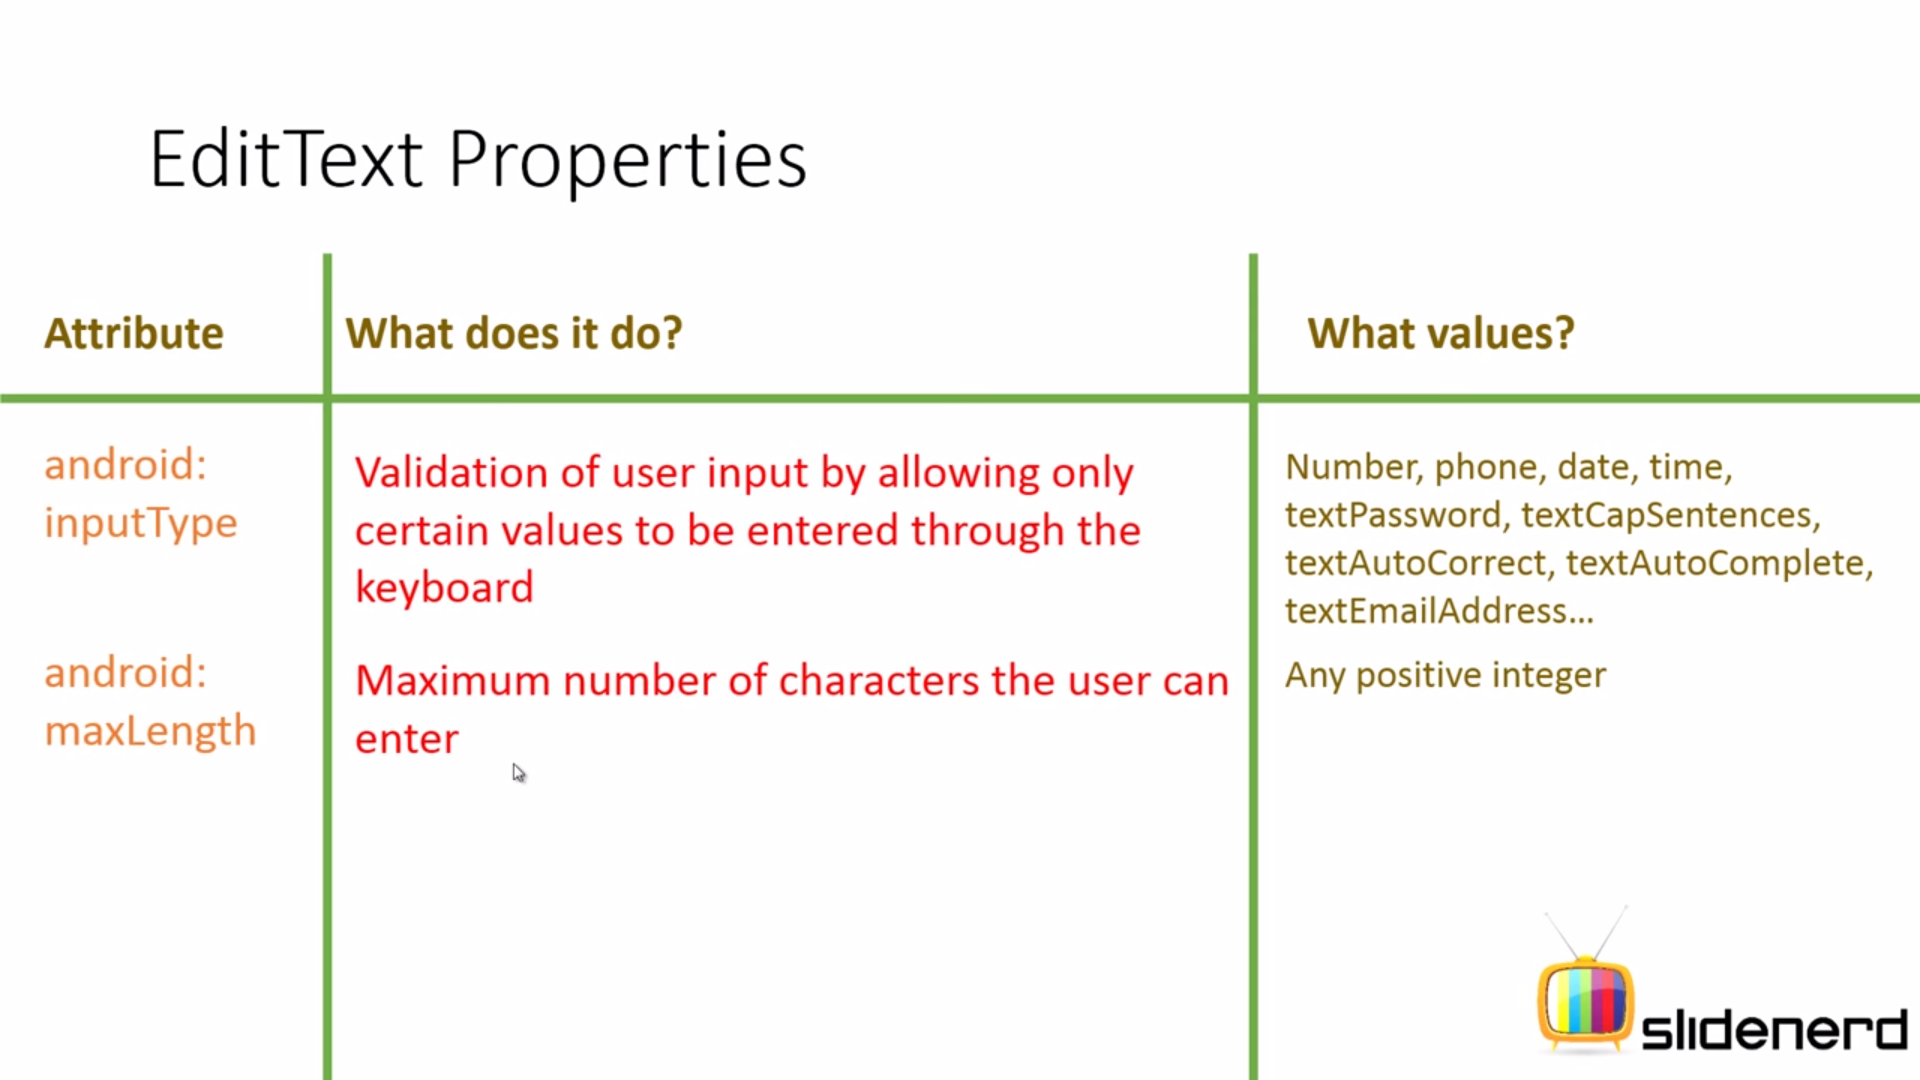 EditText Properties
Attribute
What does it do?
What values?
android:
inputType
Validation of user input by allowing only
certain values to be entered through the
keyboard
Number, phone, date, time,
textPassword, textCapSentences,
textAutoCorrect, textAutoComplete,
textEmailAddress...
android:
maxLength
Maximum number of characters the user can
enter
Any positive integer
slidenerd